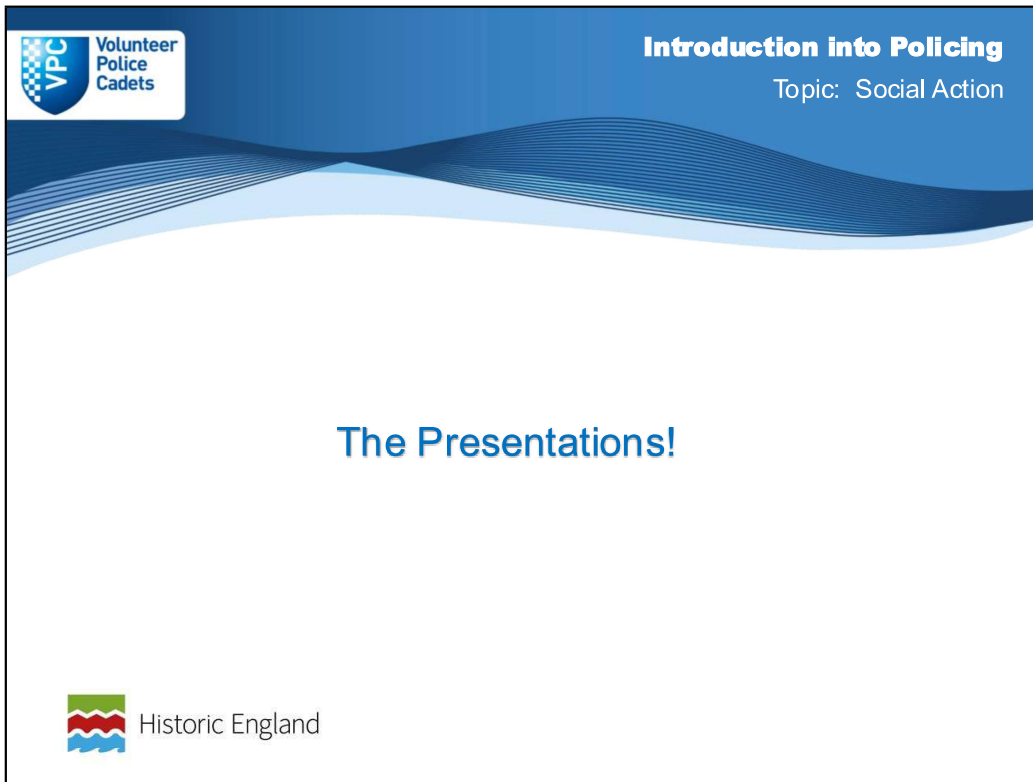 VPC
Volunteer
Police
Cadets
Introduction into Policing
Topic: Social Action
The Presentations!
Historic England